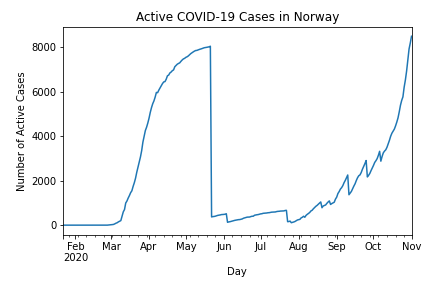 Active COVID-19 Cases in Norway
Number of Active Cases
8000
6000
4000
2000
0
Feb Mar Apr May Jun Jul Aug Sep Oct Nov
2020
Day